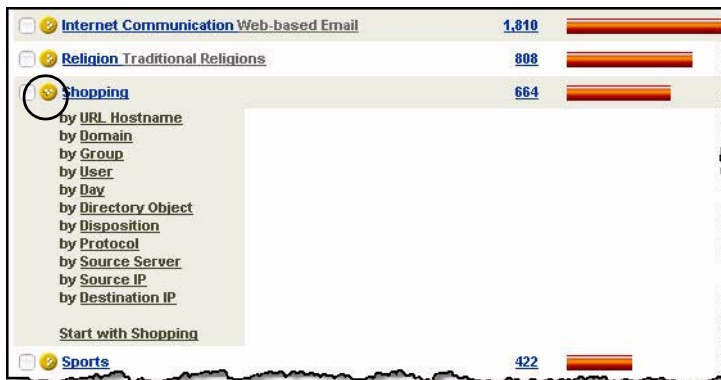 Internet Communication Web-based Email 1,810
Religion Traditional Religions 808
Shopping 664
by URL Hostname
by Domain
by Group
by User
by Day
by Directory Object
by Disposition
by Protocol
by Source Server
by Source IP
by Destination IP
Start with Shopping
Sports 422